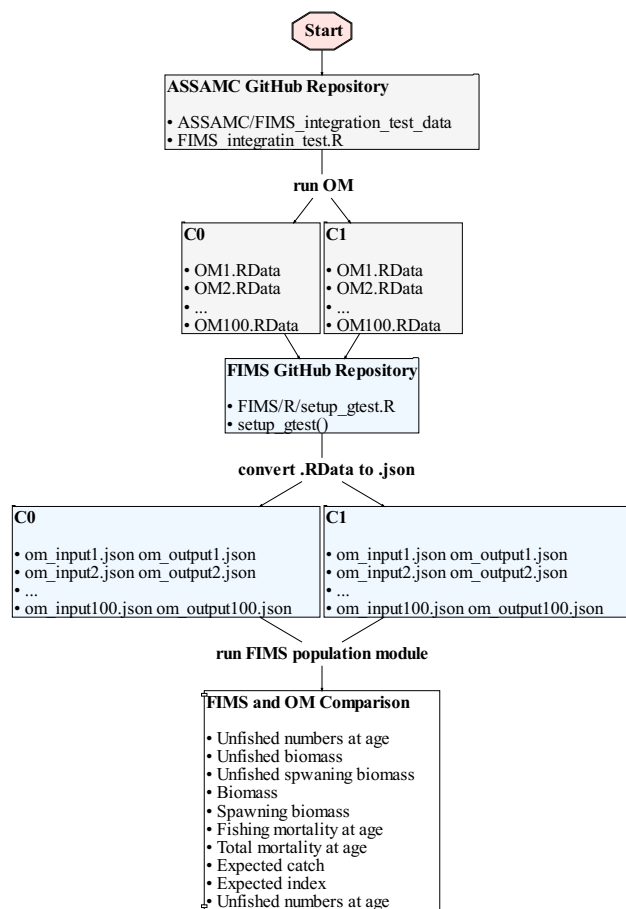 Start
ASSAMC GitHub Repository
• ASSAMC/FIMS_integration_test_data
• FIMS_integratin_test.R
run OM
C0
• OM1.RData
• OM2.RData
• ...
• OM100.RData
C1
• OM1.RData
• OM2.RData
• ...
• OM100.RData
FIMS GitHub Repository
• FIMS/R/setup_gtest.R
• setup_gtest()
convert .RData to .json
C0
• om_input1.json om_output1.json
• om_input2.json om_output2.json
• ...
• om_input100.json om_output100.json
C1
• om_input1.json om_output1.json
• om_input2.json om_output2.json
• ...
• om_input100.json om_output100.json
run FIMS population module
FIMS and OM Comparison
• Unfished numbers at age
• Unfished biomass
• Unfished spwaning biomass
• Biomass
• Spawning biomass
• Fishing mortality at age
• Total mortality at age
• Expected catch
• Expected index
• Unfished numbers at age